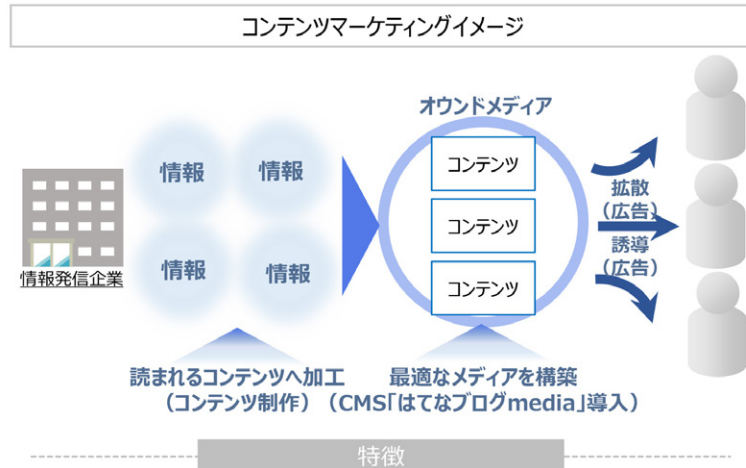 コンテンツマーケティングイメージ
オウンドメディア
情報
情報
情報
情報
情報発信企業
コンテンツ
コンテンツ
コンテンツ
拡散
(広告)
誘導
(広告)
読まれるコンテンツへ加工
(コンテンツ制作)
最適なメディアを構築
(CMS「はてなブログmedia」導入)
特徴